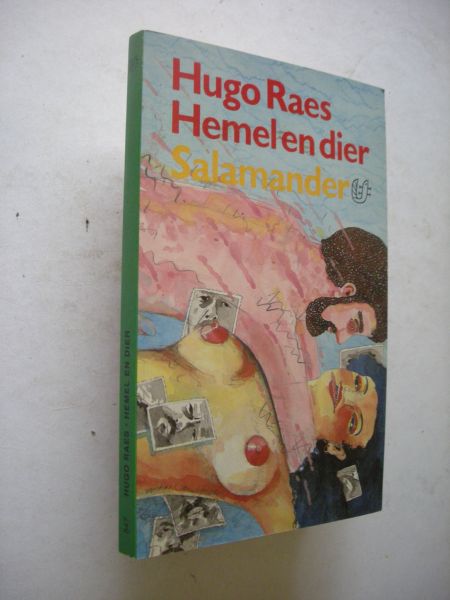 Hugo Raes
Hemel en dier
Salamander
HUGO RAES • HEMEL EN DIER